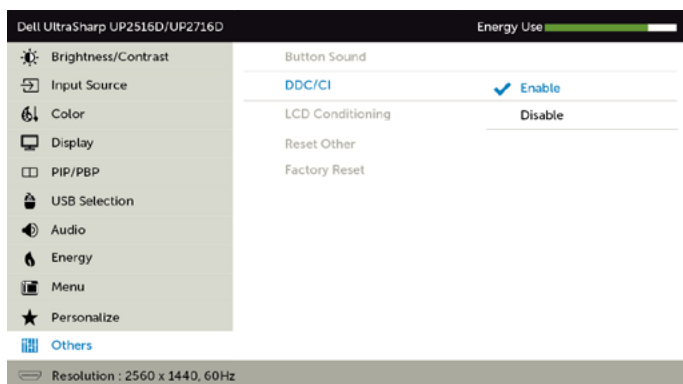 Dell UltraSharp UP2516D/UP2716D
Energy Use
Brightness/Contrast
Input Source
Color
Display
PIP/PBP
USB Selection
Audio
Energy
Menu
Personalize
Others
Button Sound
DDC/CI
LCD Conditioning
Reset Other
Factory Reset
Enable
Disable
Resolution : 2560 x 1440, 60Hz